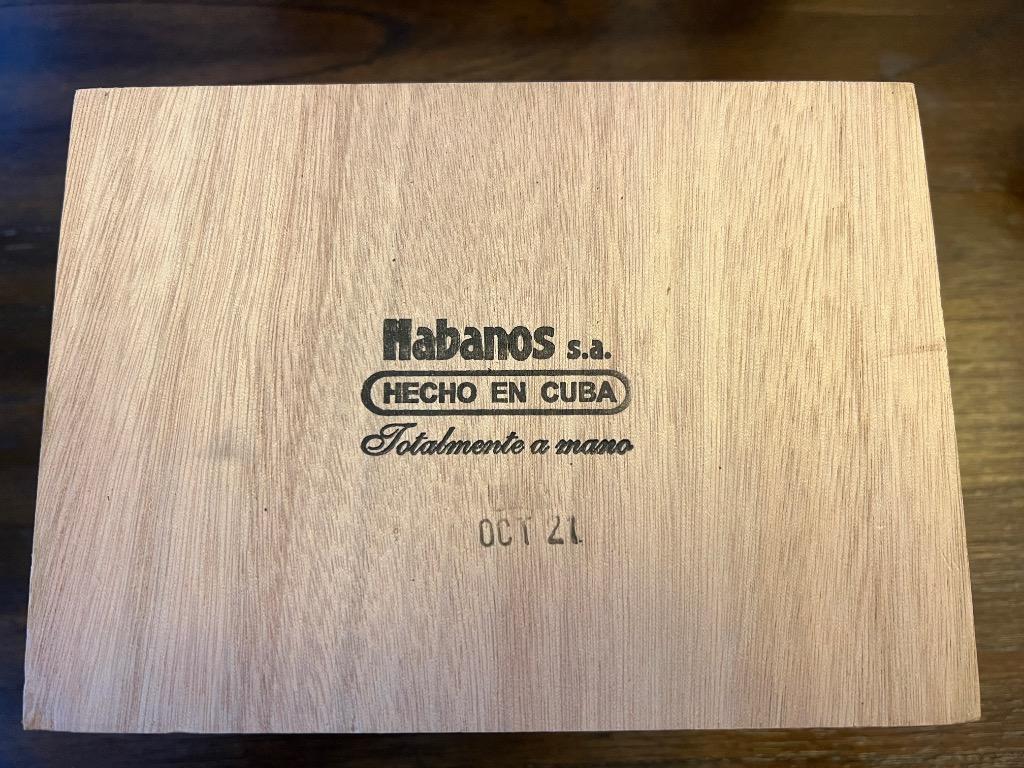 Habanos s.a.
HECHO EN CUBA
Totalmente a mano
OCT 21